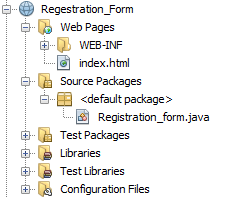 Regestration_Form
Web Pages
WEB-INF
index.html
Source Packages
<default package>
Registration_form.java
Test Packages
Libraries
Test Libraries
Configuration Files